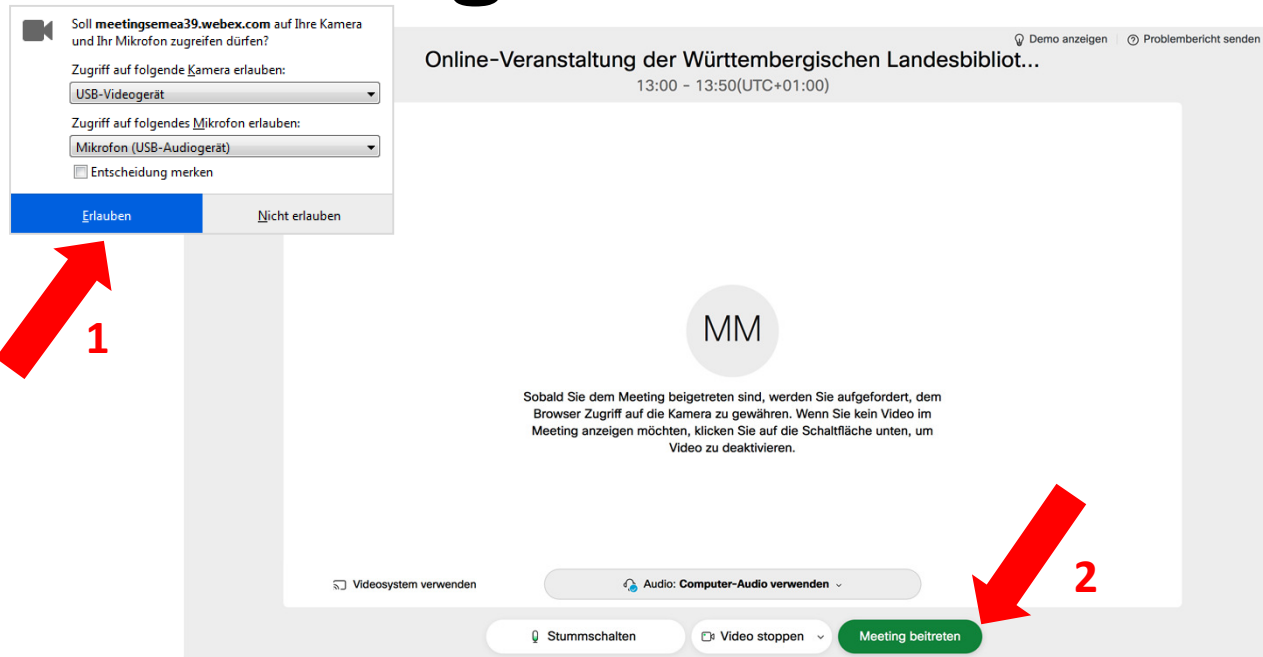 Soll meetingsemea39.webex.com auf Ihre Kamera
und Ihr Mikrofon zugreifen dürfen?
Zugriff auf folgende Kamera erlauben:
USB-Videogerät
Zugriff auf folgendes Mikrofon erlauben:
Mikrofon (USB-Audiogerät)
Entscheidung merken
Erlauben
Nicht erlauben
1
Demo anzeigen
Problembericht senden
Online-Veranstaltung der Württembergischen Landesbibliot...
13:00 - 13:50(UTC+01:00)
MM
Sobald Sie dem Meeting beigetreten sind, werden Sie aufgefordert, dem
Browser Zugriff auf die Kamera zu gewähren. Wenn Sie kein Video im
Meeting anzeigen möchten, klicken Sie auf die Schaltfläche unten, um
Video zu deaktivieren.
Videosystem verwenden
Audio: Computer-Audio verwenden
2
Stummschalten
Video stoppen
Meeting beitreten